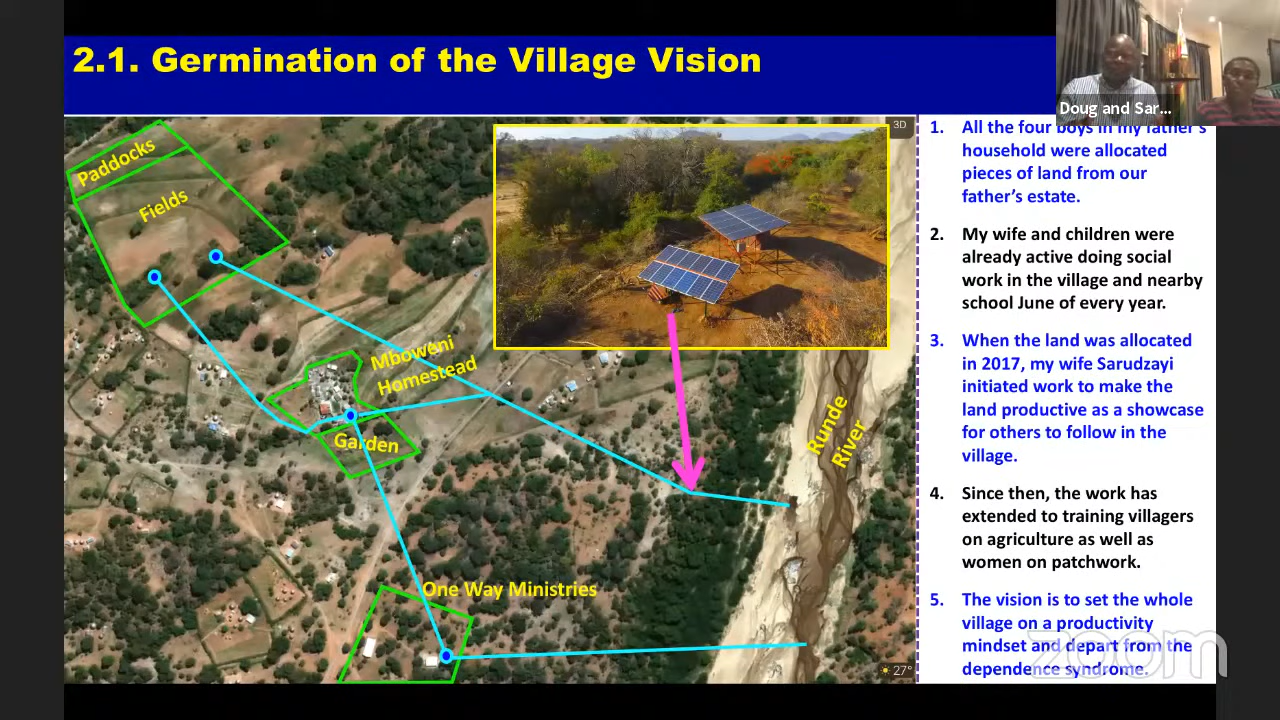 2.1. Germination of the Village Vision
Doug and Sar...
3D
Paddocks
Fields
Mboweni
Homestead
Garden
Runde
River
One Way Ministries
27°
1. All the four boys in my father's
household were allocated
pieces of land from our
father's estate.
2. My wife and children were
already active doing social
work in the village and nearby
school June of every year.
3. When the land was allocated
in 2017, my wife Sarudzayi
initiated work to make the
land productive as a showcase
for others to follow in the
village.
4. Since then, the work has
extended to training villagers
on agriculture as well as
women on patchwork.
5. The vision is to set the whole
village on a productivity
mindset and depart from the
dependence syndrome.
zoom